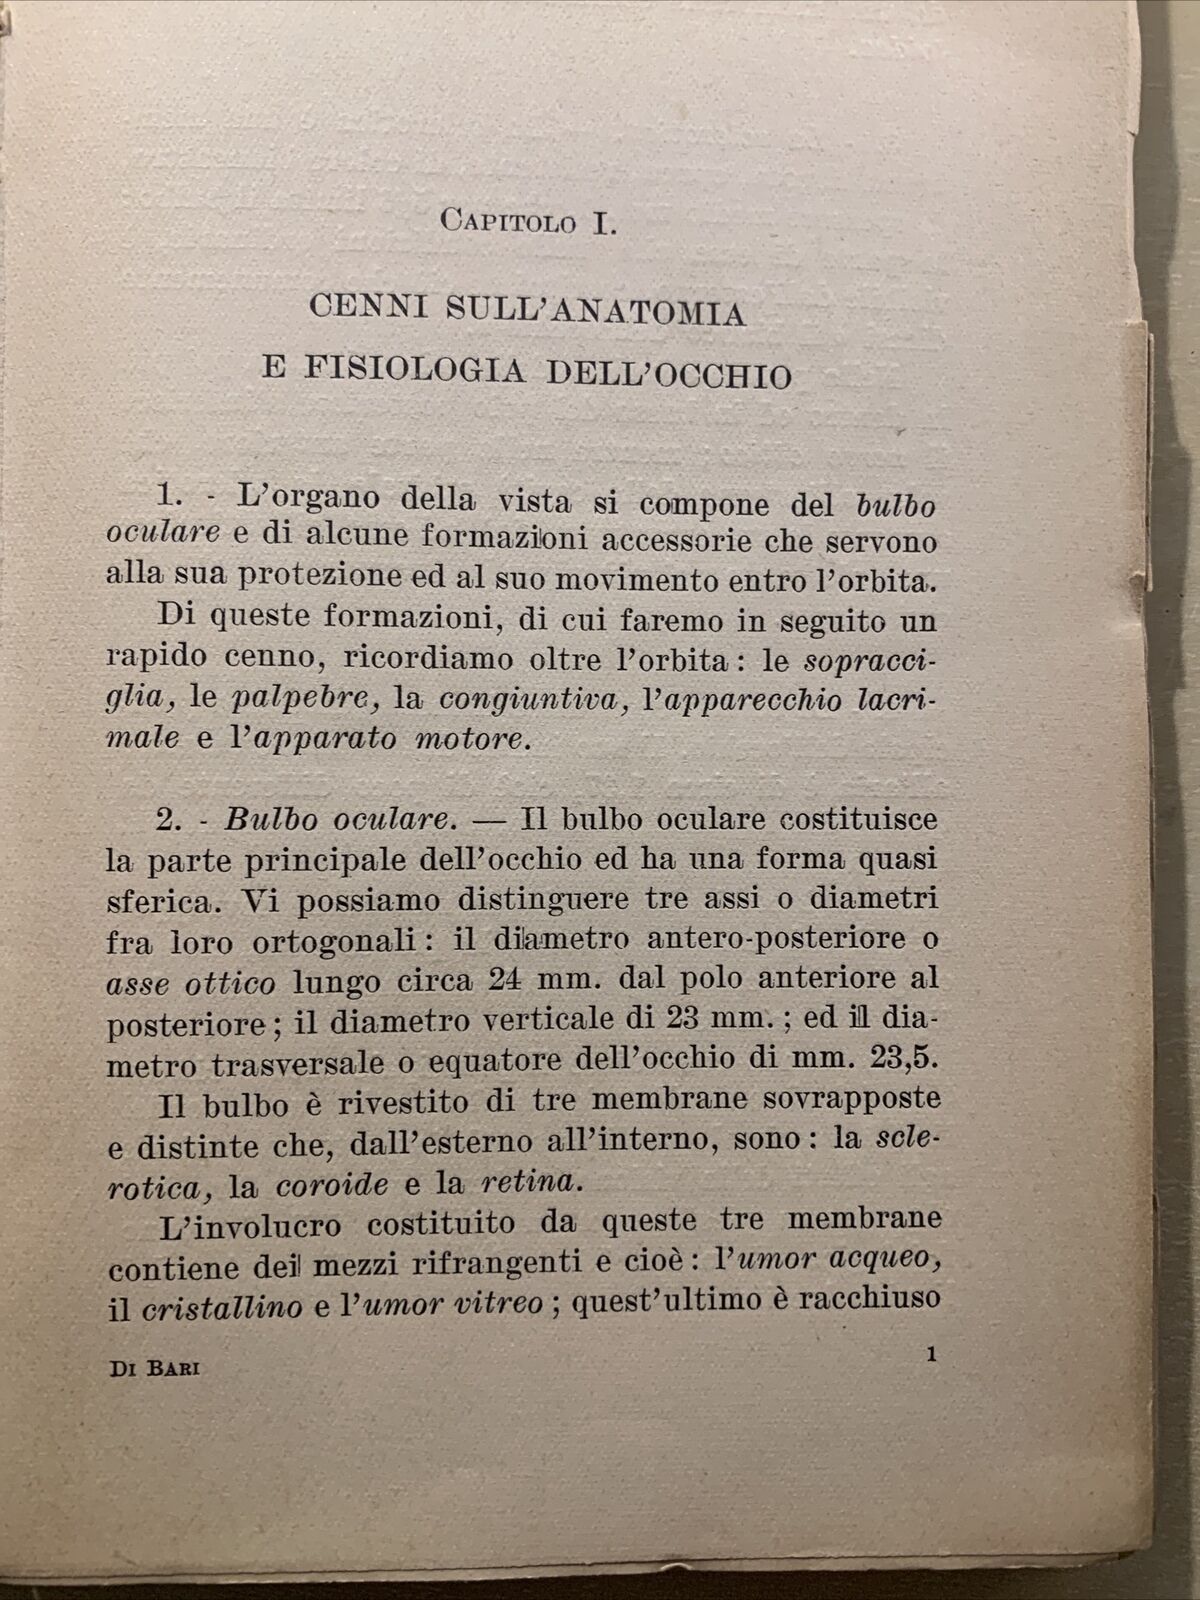 Capitolo I.
CENNI SULL'ANATOMIA
E FISIOLOGIA DELL'OCCHIO
1. - L'organo della vista si compone del bulbo
oculare e di alcune formazioni accessorie che servono
alla sua protezione ed al suo movimento entro l'orbita.
Di queste formazioni, di cui faremo in seguito un
rapido cenno, ricordiamo oltre l'orbita : le sopracci-
glia, le palpebre, la congiuntiva, l'apparecchio lacri-
male e l'apparato motore.
2. - Bulbo oculare. — Il bulbo oculare costituisce
la parte principale dell'occhio ed ha una forma quasi
sferica. Vi possiamo distinguere tre assi o diametri
fra loro ortogonali : il diametro antero-posteriore o
asse ottico lungo circa 24 mm. dal polo anteriore al
posteriore ; il diametro verticale di 23 mm. ; ed il dia-
metro trasversale o equatore dell'occhio di mm. 23,5.
Il bulbo è rivestito di tre membrane sovrapposte
e distinte che, dall'esterno all'interno, sono : la scle-
rotica, la coroide e la retina.
L'involucro costituito da queste tre membrane
contiene dei mezzi rifrangenti e cioè : l'umor acqueo,
il cristallino e l'umor vitreo ; quest'ultimo è racchiuso
Di Bari
1